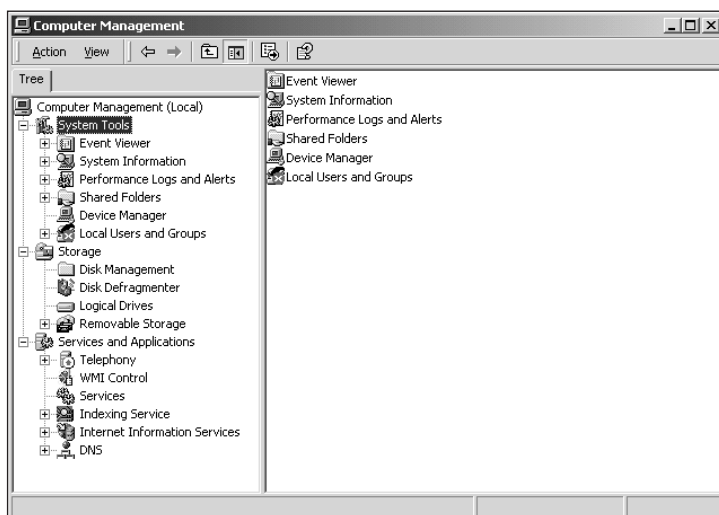 Computer Management
Action View
Tree
Computer Management (Local)
System Tools
Event Viewer
System Information
Performance Logs and Alerts
Shared Folders
Device Manager
Local Users and Groups
Storage
Disk Management
Disk Defragmenter
Logical Drives
Removable Storage
Services and Applications
Telephony
WMI Control
Services
Indexing Service
Internet Information Services
DNS
Event Viewer
System Information
Performance Logs and Alerts
Shared Folders
Device Manager
Local Users and Groups